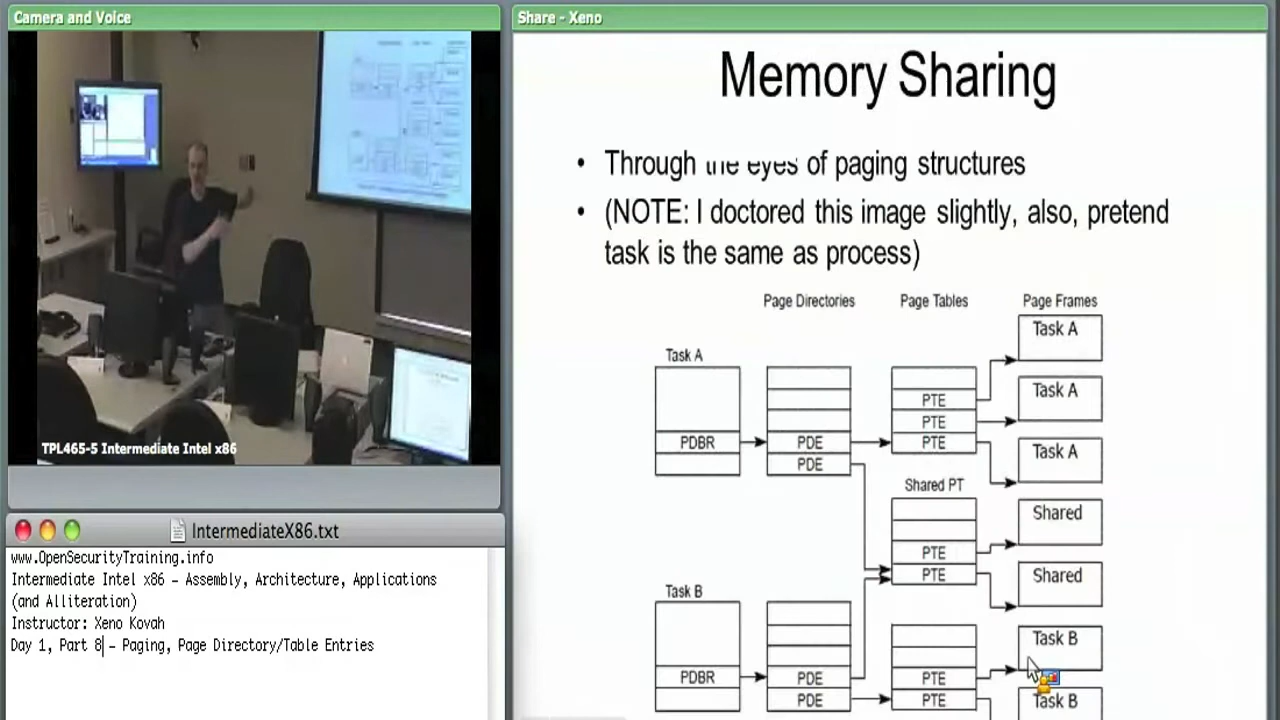 Camera and Voice
TPL465-5 Intermediate Intel x86
IntermediateX86.txt
www.OpenSecurityTraining.info
Intermediate Intel x86 - Assembly, Architecture, Applications
(and Alliteration)
Instructor: Xeno Kovah
Day 1, Part 8 - Paging, Page Directory/Table Entries
Share - Xeno
Memory Sharing
• Through the eyes of paging structures
• (NOTE: I doctored this image slightly, also, pretend
task is the same as process)
Page Directories Page Tables Page Frames
Task A
Task A
PTE
Task A
PTE
PDBR PDE PTE
PDE
Task A
Shared PT
Shared
PTE
PTE
Shared
Task B
Task B
PDBR PDE PTE
PDE PTE
Task B